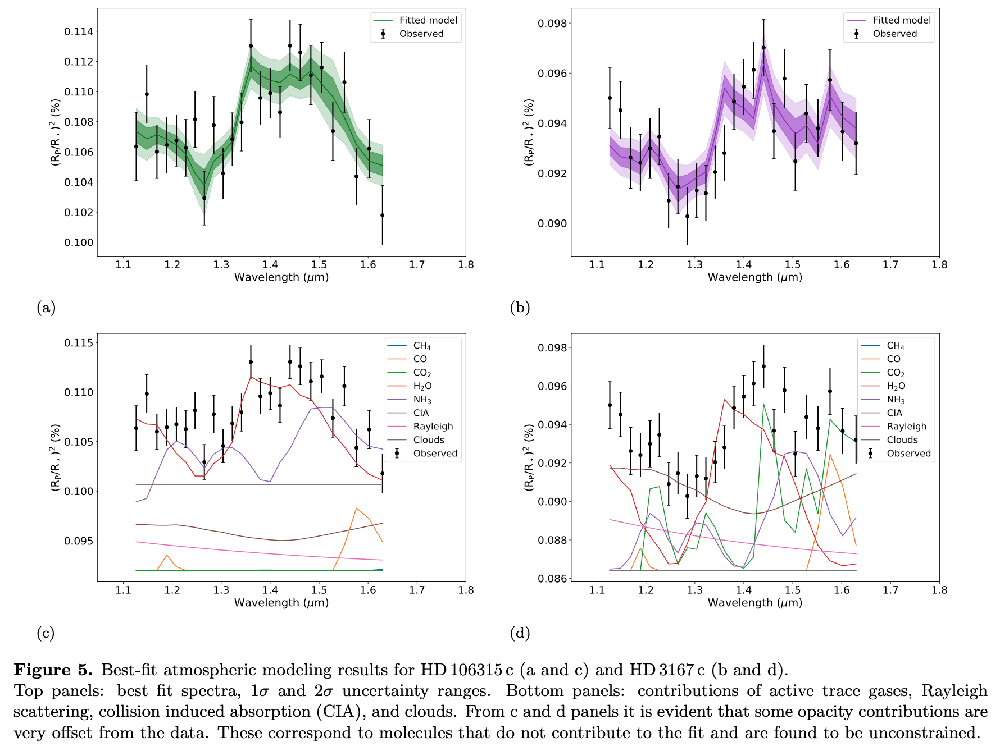 Fitted model
Observed
0.114
0.112
0.110
0.108
0.106
0.104
0.102
0.100
(R_P/R_⋆)² (%)
1.1 1.2 1.3 1.4 1.5 1.6 1.7 1.8
Wavelength (μm)
(a)
Fitted model
Observed
0.098
0.096
0.094
0.092
0.090
(R_P/R_⋆)² (%)
1.1 1.2 1.3 1.4 1.5 1.6 1.7 1.8
Wavelength (μm)
(b)
CH₄
CO
CO₂
H₂O
NH₃
CIA
Rayleigh
Clouds
Observed
0.115
0.110
0.105
0.100
0.095
(R_P/R_⋆)² (%)
1.1 1.2 1.3 1.4 1.5 1.6 1.7 1.8
Wavelength (μm)
(c)
CH₄
CO
CO₂
H₂O
NH₃
CIA
Rayleigh
Clouds
Observed
0.098
0.096
0.094
0.092
0.090
0.088
0.086
(R_P/R_⋆)² (%)
1.1 1.2 1.3 1.4 1.5 1.6 1.7 1.8
Wavelength (μm)
(d)
Figure 5. Best-fit atmospheric modeling results for HD 106315 c (a and c) and HD 3167 c (b and d).
Top panels: best fit spectra, 1σ and 2σ uncertainty ranges. Bottom panels: contributions of active trace gases, Rayleigh
scattering, collision induced absorption (CIA), and clouds. From c and d panels it is evident that some opacity contributions are
very offset from the data. These correspond to molecules that do not contribute to the fit and are found to be unconstrained.